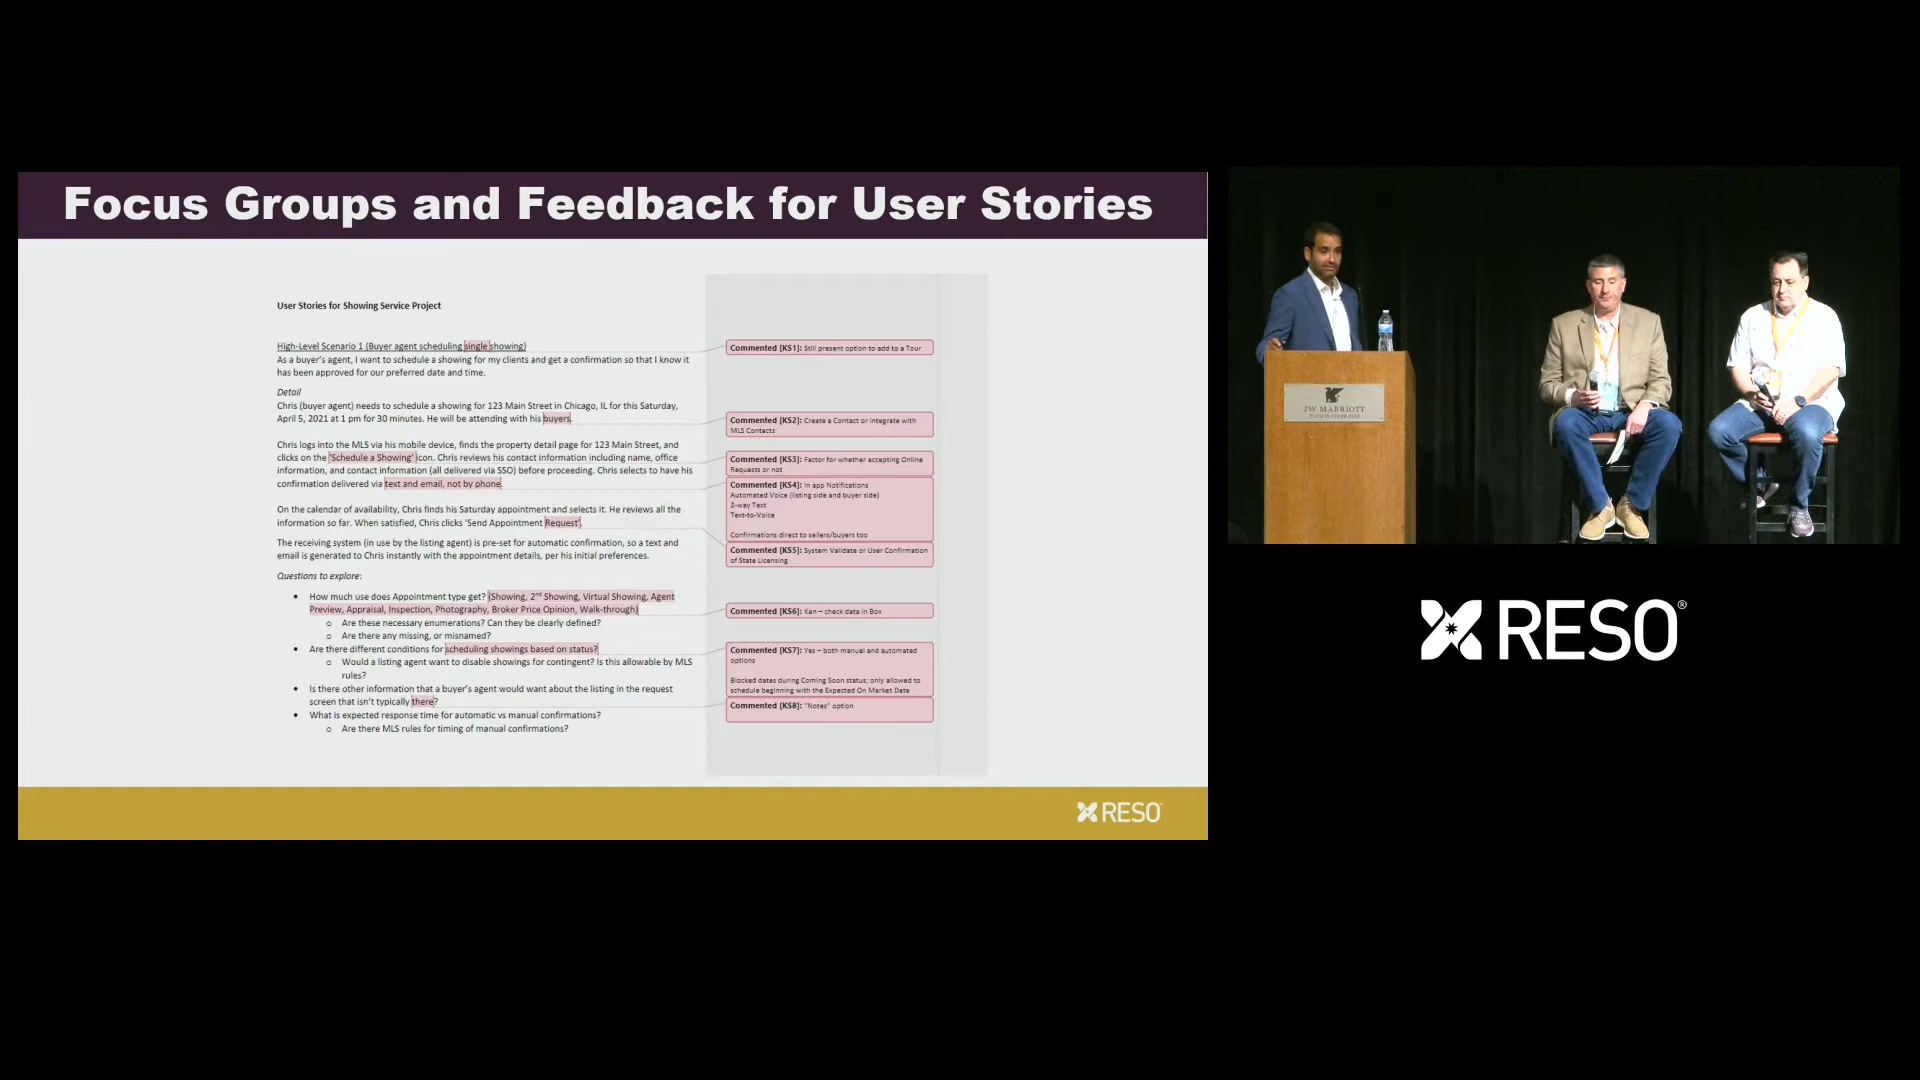 Focus Groups and Feedback for User Stories
User Stories for Showing Service Project
High-Level Scenario 1 (Buyer agent scheduling single showing)
As a buyer's agent, I want to schedule a showing for my clients and get a confirmation so that I know it
has been approved for our preferred date and time.
Detail
Chris (buyer agent) needs to schedule a showing for 123 Main Street in Chicago, IL for this Saturday,
April 5, 2021 at 1 pm for 30 minutes. He will be attending with his buyers.
Chris logs into the MLS via his mobile device, finds the property detail page for 123 Main Street, and
clicks on the 'Schedule a Showing' icon. Chris reviews his contact information including name, office
information, and contact information (all delivered via SSO) before proceeding. Chris selects to have his
confirmation delivered via text and email, not by phone.
On the calendar of availability, Chris finds his Saturday appointment and selects it. He reviews all the
information so far. When satisfied, Chris clicks 'Send Appointment Request'.
The receiving system (in use by the listing agent) is pre-set for automatic confirmation, so a text and
email is generated to Chris instantly with the appointment details, per his initial preferences.
Questions to explore:
• How much use does Appointment type get? (Showing, 2nd Showing, Virtual Showing, Agent
Preview, Appraisal, Inspection, Photography, Broker Price Opinion, Walk-through)
o Are these necessary enumerations? Can they be clearly defined?
o Are there any missing, or misnamed?
• Are there different conditions for scheduling showings based on status?
o Would a listing agent want to disable showings for contingent? Is this allowable by MLS
rules?
• Is there other information that a buyer's agent would want about the listing in the request
screen that isn't typically there?
• What is expected response time for automatic vs manual confirmations?
o Are there MLS rules for timing of manual confirmations?
Commented [KS1]: Still present option to add to a Tour
Commented [KS2]: Create a Contact or integrate with
MLS Contacts
Commented [KS3]: Factor for whether accepting Online
Requests or not
Commented [KS4]: In app Notifications
Automated Voice (listing side and buyer side)
2-way Text
Text-to-Voice
Confirmations direct to sellers/buyers too
Commented [KS5]: System Validate or User Confirmation
of State Licensing
Commented [KS6]: Ken – check data in Box
Commented [KS7]: Yes – both manual and automated
options
Blocked dates during Coming Soon status; only allowed to
schedule beginning with the Expected On Market Date
Commented [KS8]: "Notes" option
RESO
JW MARRIOTT
RESO®